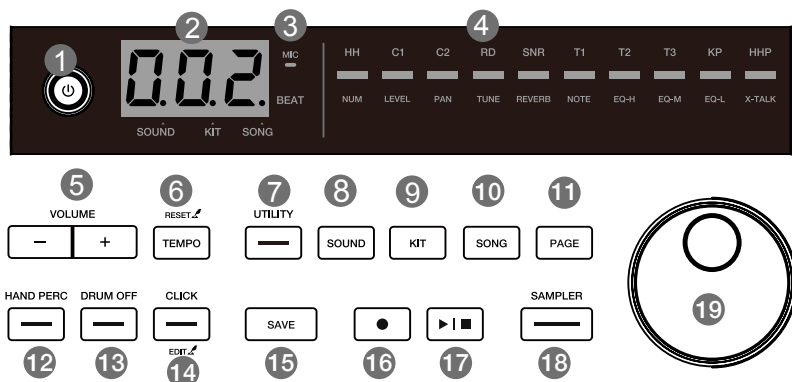 1 2 3 4
002.
MIC
BEAT
SOUND KIT SONG
HH C1 C2 RD SNR T1 T2 T3 KP HHP
NUM LEVEL PAN TUNE REVERB NOTE EQ-H EQ-M EQ-L X-TALK
5 6 7 8 9 10 11
VOLUME RESET UTILITY
− + TEMPO SOUND KIT SONG PAGE
HAND PERC DRUM OFF CLICK SAMPLER
SAVE
EDIT
12 13 14 15 16 17 18 19